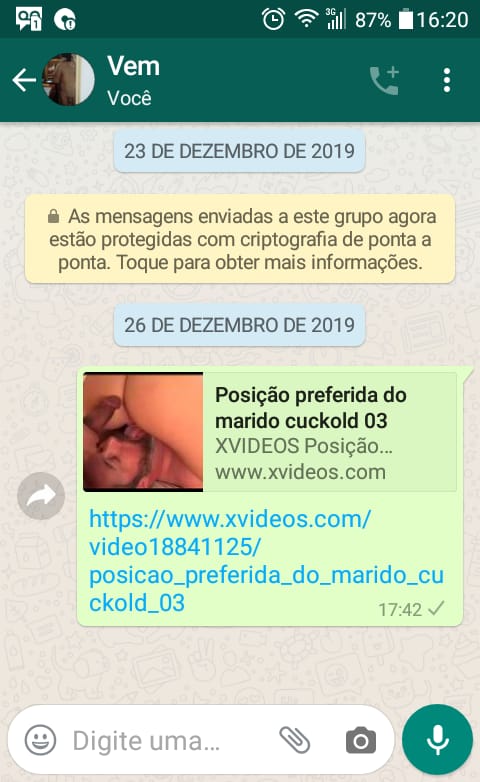 3G
87%
16:20
Vem
Você
23 DE DEZEMBRO DE 2019
As mensagens enviadas a este grupo agora
estão protegidas com criptografia de ponta a
ponta. Toque para obter mais informações.
26 DE DEZEMBRO DE 2019
Posição preferida do
marido cuckold 03
XVIDEOS Posição...
www.xvideos.com
https://www.xvideos.com/
video18841125/
posicao_preferida_do_marido_cu
ckold_03
17:42
Digite uma...